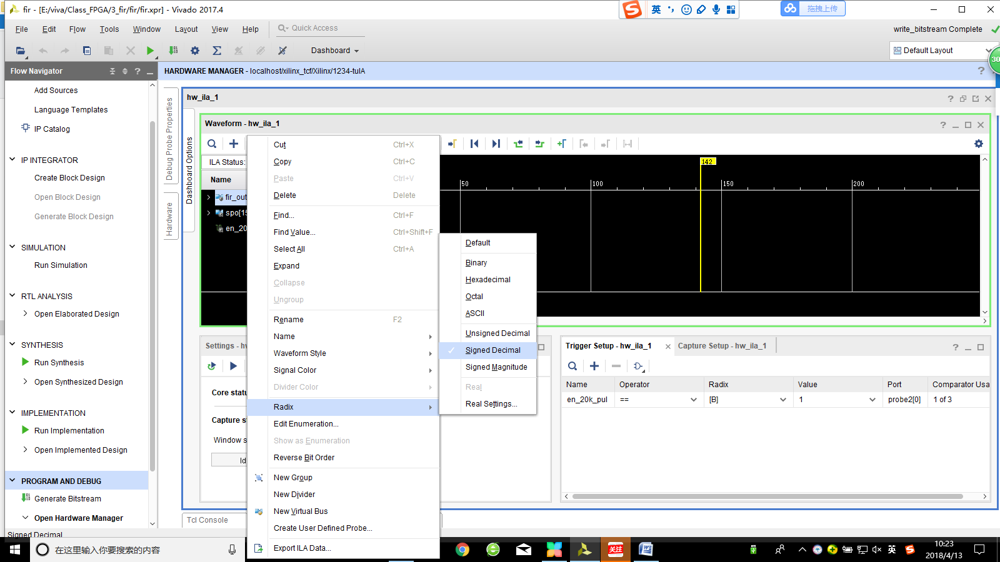 fir - [E:/viva/Class_FPGA/3_fir/fir/fir.xpr] - Vivado 2017.4
英
拖拽上传
File Edit Flow Tools Window Layout View Help
Quick Access
write_bitstream Complete
Dashboard
Default Layout
30
Flow Navigator
HARDWARE MANAGER - localhost/xilinx_tcf/Xilinx/1234-tulA
Add Sources
Language Templates
IP Catalog
IP INTEGRATOR
Create Block Design
Open Block Design
Generate Block Design
SIMULATION
Run Simulation
RTL ANALYSIS
Open Elaborated Design
SYNTHESIS
Run Synthesis
Open Synthesized Design
IMPLEMENTATION
Run Implementation
Open Implemented Design
PROGRAM AND DEBUG
Generate Bitstream
Open Hardware Manager
Signed Decimal
Debug Probe Properties
Hardware
Dashboard Options
hw_ila_1
Waveform - hw_ila_1
ILA Status:
Name
fir_out
spo[15
en_20
142
50 100 150 200
Cut Ctrl+X
Copy Ctrl+C
Paste Ctrl+V
Delete Delete
Find... Ctrl+F
Find Value... Ctrl+Shift+F
Select All Ctrl+A
Expand
Collapse
Ungroup
Rename F2
Name
Waveform Style
Signal Color
Divider Color
Radix
Edit Enumeration...
Show as Enumeration
Reverse Bit Order
New Group
New Divider
New Virtual Bus
Create User Defined Probe...
Export ILA Data...
Default
Binary
Hexadecimal
Octal
ASCII
Unsigned Decimal
Signed Decimal
Signed Magnitude
Real
Real Settings...
Settings - hw
Core statu
Capture st
Window s
Id
Trigger Setup - hw_ila_1
Capture Setup - hw_ila_1
Name Operator Radix Value Port Comparator Usa
en_20k_pul == [B] 1 probe2[0] 1 of 3
Tcl Console
在这里输入你要搜索的内容
关注
英
10:23
2018/4/13